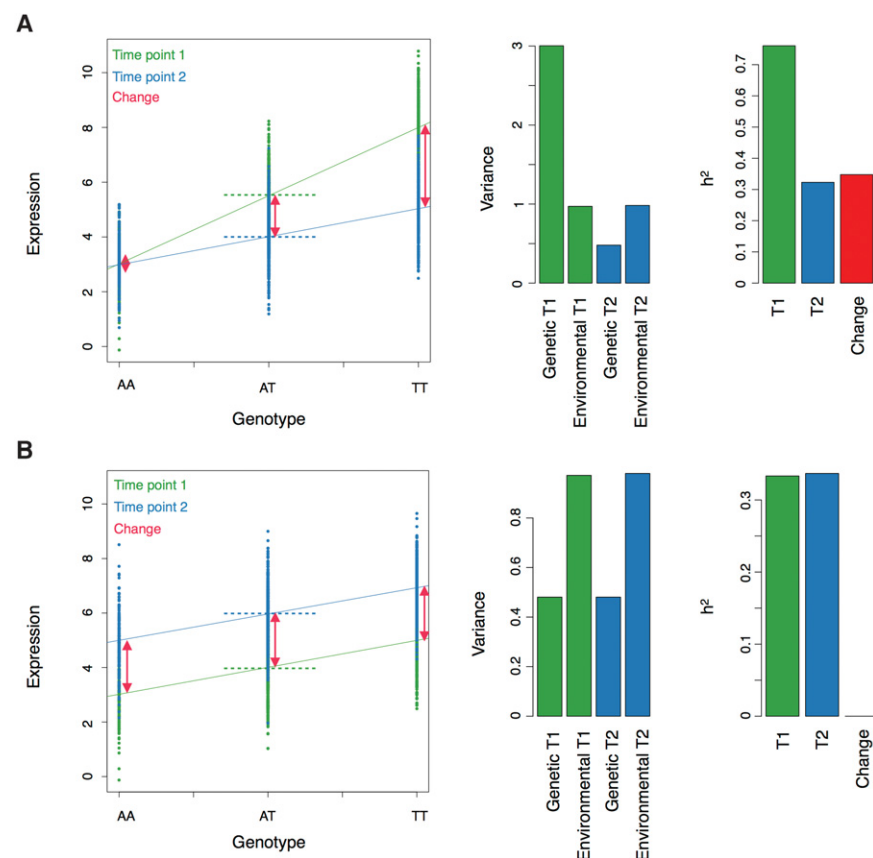 A
Time point 1
Time point 2
Change
Expression
0
2
4
6
8
10
AA
AT
TT
Genotype
Variance
0
1
2
3
Genetic T1
Environmental T1
Genetic T2
Environmental T2
h²
0
0.1
0.2
0.3
0.4
0.5
0.6
0.7
T1
T2
Change
B
Time point 1
Time point 2
Change
Expression
0
2
4
6
8
10
AA
AT
TT
Genotype
Variance
0
0.2
0.4
0.6
0.8
Genetic T1
Environmental T1
Genetic T2
Environmental T2
h²
0
0.1
0.2
0.3
T1
T2
Change